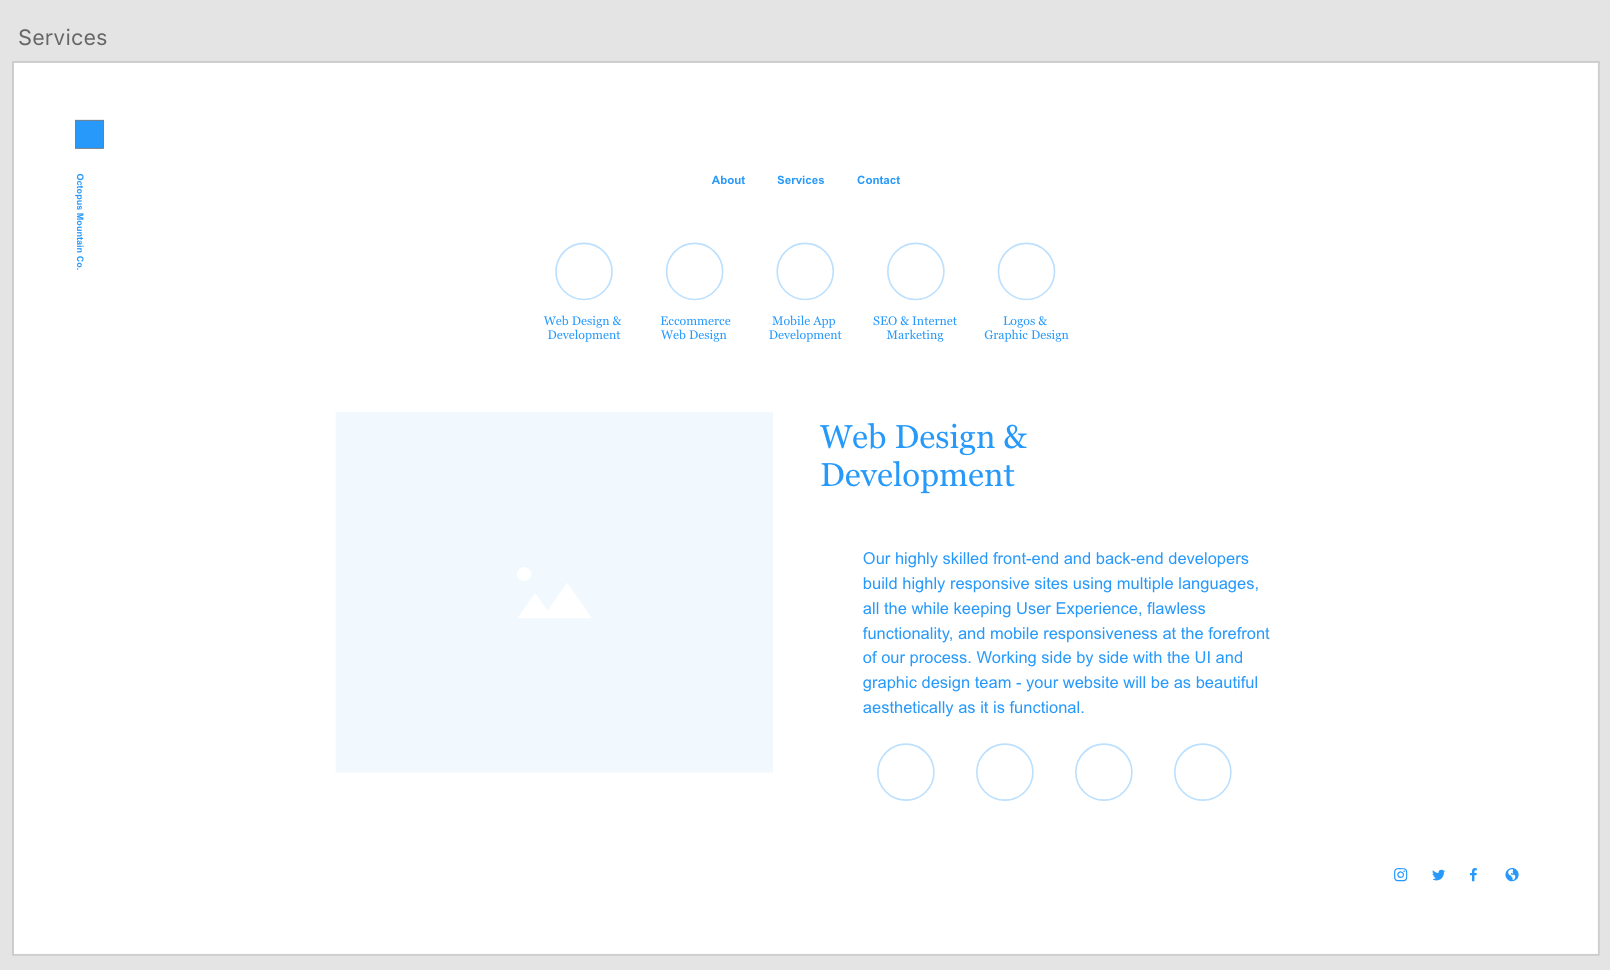 Services
Octopus Mountain Co.
About Services Contact
Web Design &
Development
Eccommerce
Web Design
Mobile App
Development
SEO & Internet
Marketing
Logos &
Graphic Design
Web Design &
Development
Our highly skilled front-end and back-end developers
build highly responsive sites using multiple languages,
all the while keeping User Experience, flawless
functionality, and mobile responsiveness at the forefront
of our process. Working side by side with the UI and
graphic design team - your website will be as beautiful
aesthetically as it is functional.